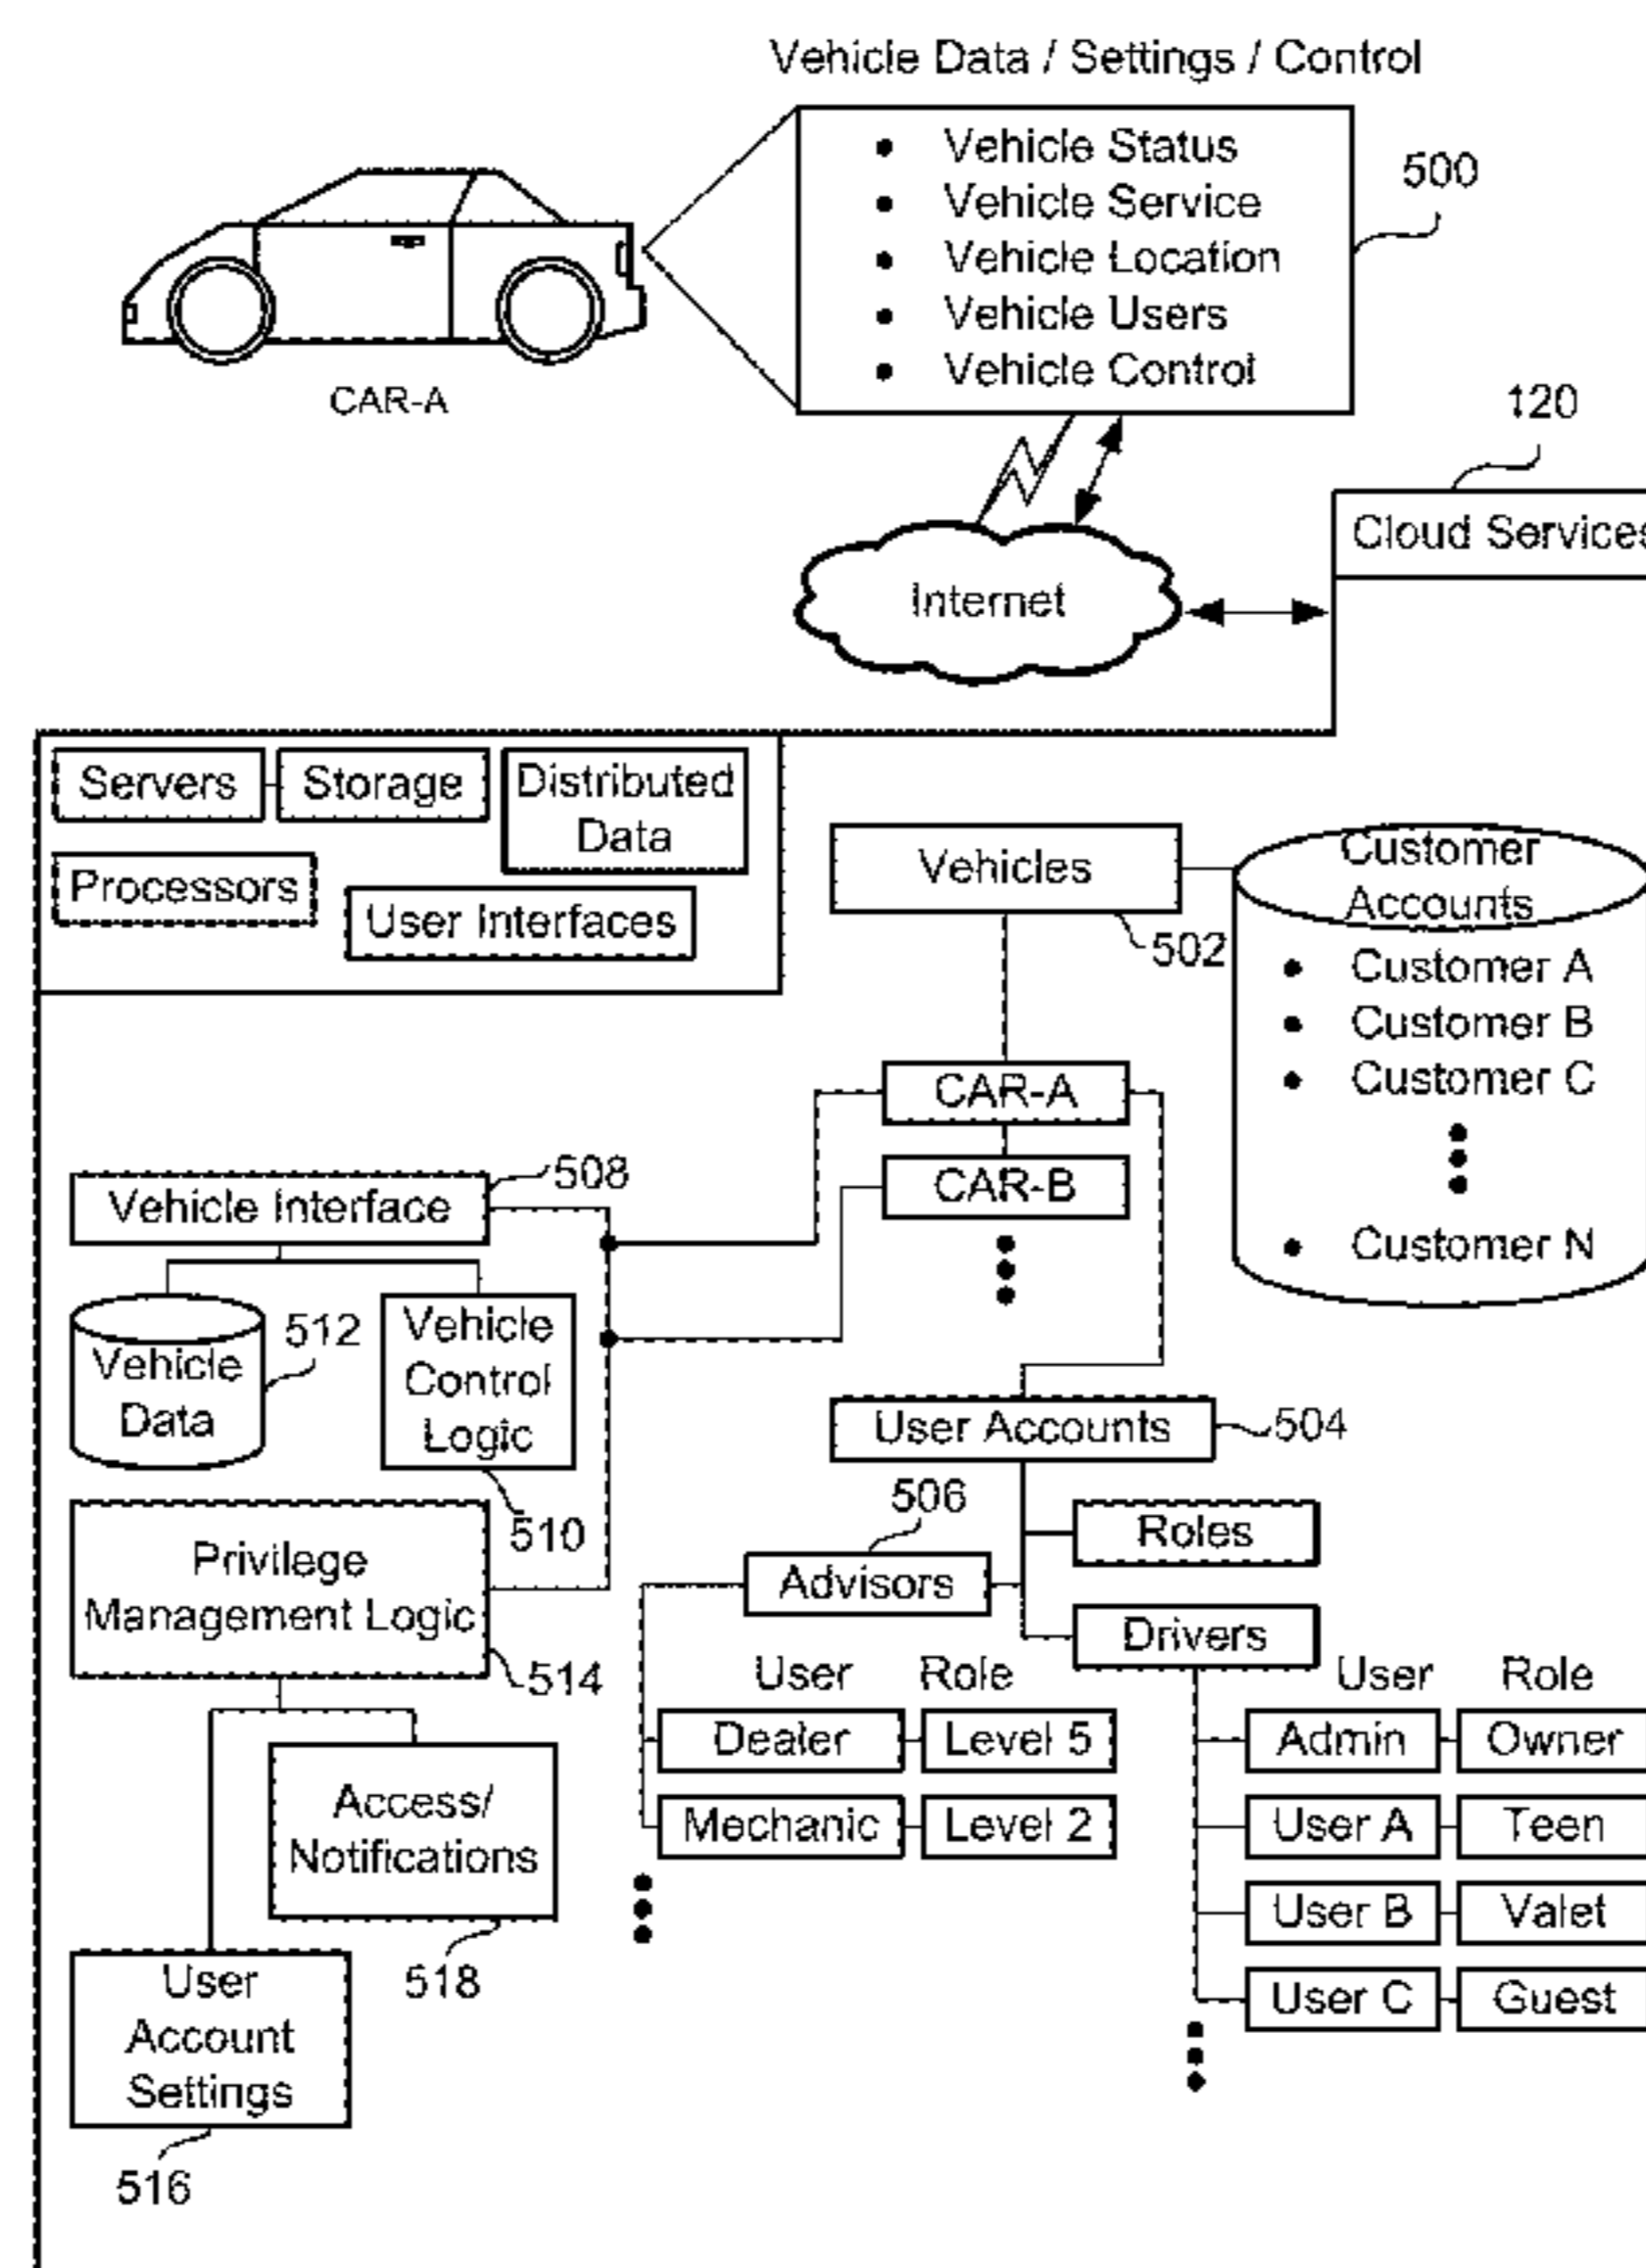 Vehicle Data / Settings / Control
• Vehicle Status
• Vehicle Service
• Vehicle Location
• Vehicle Users
• Vehicle Control
500
CAR-A
120
Cloud Services
Internet
Servers
Storage
Distributed
Data
Processors
User Interfaces
Vehicles
502
Customer
Accounts
• Customer A
• Customer B
• Customer C
• Customer N
CAR-A
CAR-B
Vehicle Interface
508
Vehicle
Data
512
Vehicle
Control
Logic
510
User Accounts
504
506
Advisors
Roles
Drivers
Privilege
Management Logic
514
User Role
Dealer Level 5
Mechanic Level 2
User Role
Admin Owner
User A Teen
User B Valet
User C Guest
Access/
Notifications
518
User
Account
Settings
516